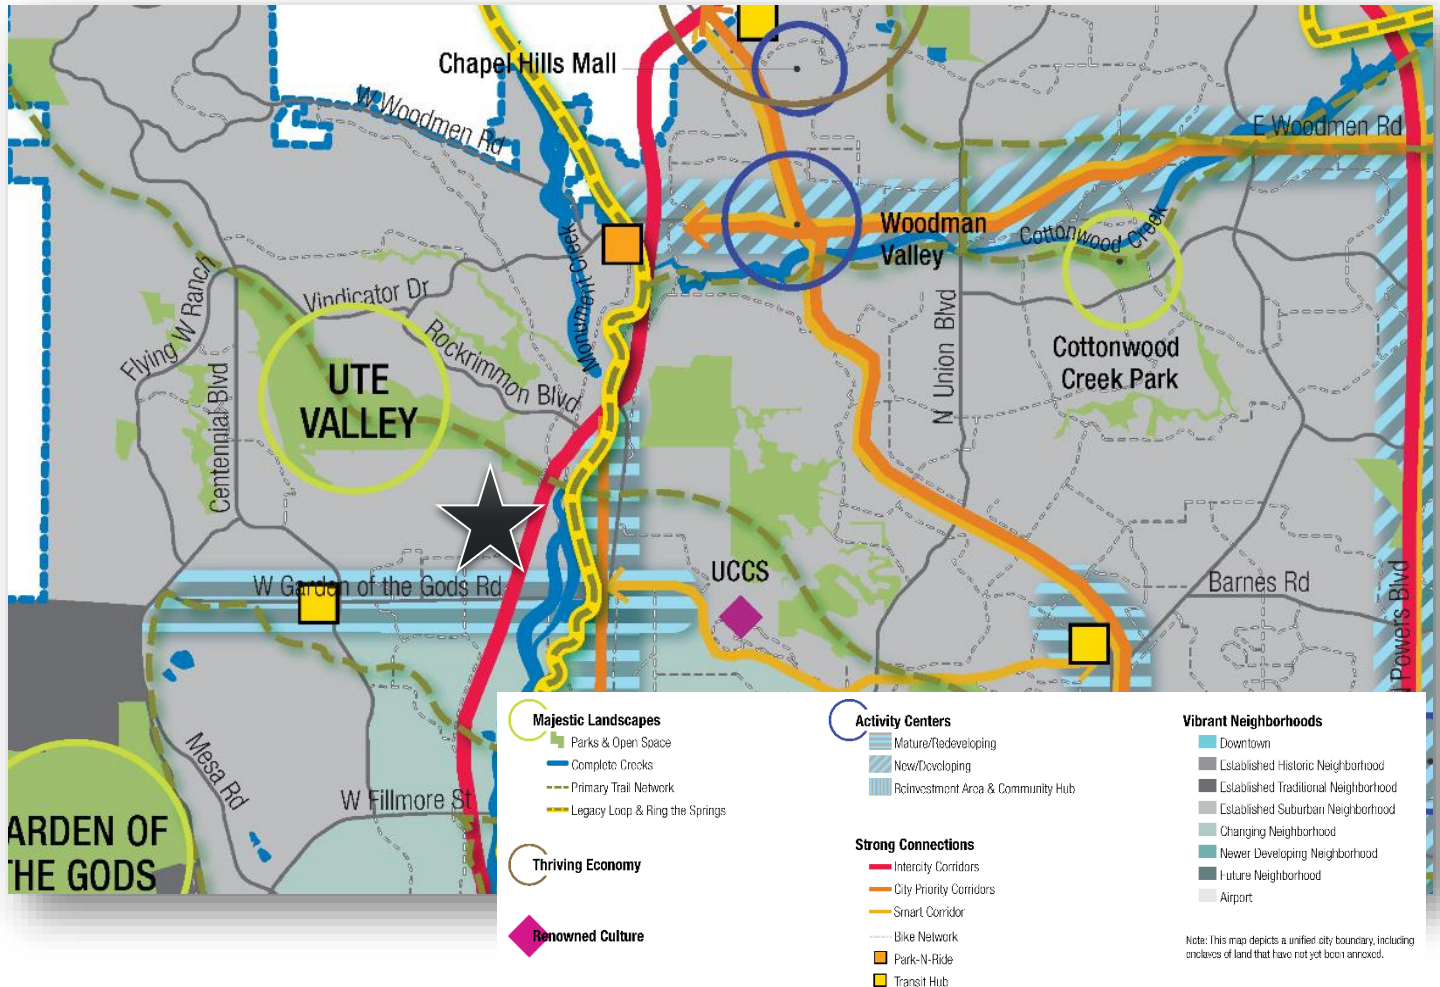 Chapel Hills Mall
W Woodmen Rd
E Woodmen Rd
Woodman
Valley
Cottonwood Creek
Monument Creek
Flying W Ranch
Vindicator Dr
Rockrimmon Blvd
N Union Blvd
Cottonwood
Creek Park
UTE
VALLEY
Centennial Blvd
UCCS
W Garden of the Gods Rd
Barnes Rd
N Powers Blvd
Mesa Rd
W Fillmore St
ARDEN OF
THE GODS
Majestic Landscapes
Parks & Open Space
Complete Creeks
Primary Trail Network
Legacy Loop & Ring the Springs
Thriving Economy
Renowned Culture
Activity Centers
Mature/Redeveloping
New/Developing
Reinvestment Area & Community Hub
Strong Connections
Intercity Corridors
City Priority Corridors
Smart Corridor
Bike Network
Park-N-Ride
Transit Hub
Vibrant Neighborhoods
Downtown
Established Historic Neighborhood
Established Traditional Neighborhood
Established Suburban Neighborhood
Changing Neighborhood
Newer Developing Neighborhood
Future Neighborhood
Airport
Note: This map depicts a unified city boundary, including
enclaves of land that have not yet been annexed.